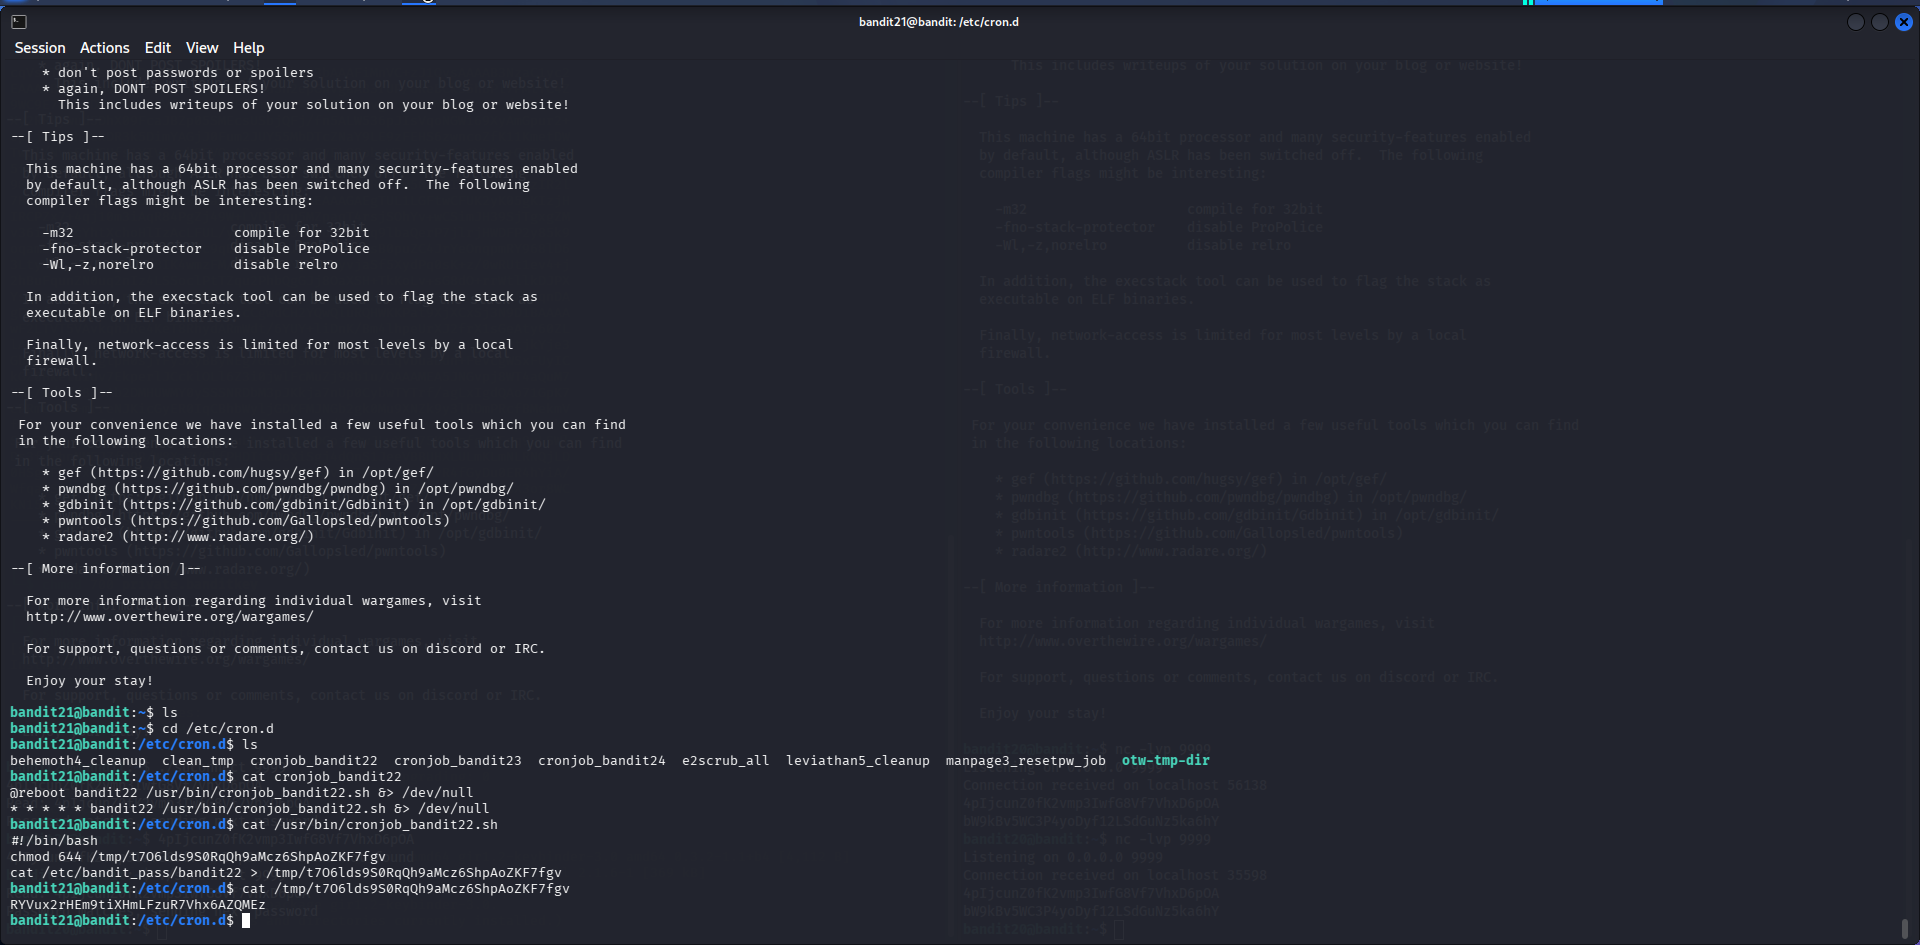 bandit21@bandit: /etc/cron.d
Session Actions Edit View Help
* don't post passwords or spoilers
* again, DONT POST SPOILERS!
This includes writeups of your solution on your blog or website!
--[ Tips ]--
This machine has a 64bit processor and many security-features enabled
by default, although ASLR has been switched off.  The following
compiler flags might be interesting:
-m32                    compile for 32bit
-fno-stack-protector    disable ProPolice
-Wl,-z,norelro          disable relro
In addition, the execstack tool can be used to flag the stack as
executable on ELF binaries.
Finally, network-access is limited for most levels by a local
firewall.
--[ Tools ]--
For your convenience we have installed a few useful tools which you can find
in the following locations:
* gef (https://github.com/hugsy/gef) in /opt/gef/
* pwndbg (https://github.com/pwndbg/pwndbg) in /opt/pwndbg/
* gdbinit (https://github.com/gdbinit/Gdbinit) in /opt/gdbinit/
* pwntools (https://github.com/Gallopsled/pwntools)
* radare2 (http://www.radare.org/)
--[ More information ]--
For more information regarding individual wargames, visit
http://www.overthewire.org/wargames/
For support, questions or comments, contact us on discord or IRC.
Enjoy your stay!
bandit21@bandit:~$ ls
bandit21@bandit:~$ cd /etc/cron.d
bandit21@bandit:/etc/cron.d$ ls
behemoth4_cleanup  clean_tmp  cronjob_bandit22  cronjob_bandit23  cronjob_bandit24  e2scrub_all  leviathan5_cleanup  manpage3_resetpw_job  otw-tmp-dir
bandit21@bandit:/etc/cron.d$ cat cronjob_bandit22
@reboot bandit22 /usr/bin/cronjob_bandit22.sh &> /dev/null
* * * * * bandit22 /usr/bin/cronjob_bandit22.sh &> /dev/null
bandit21@bandit:/etc/cron.d$ cat /usr/bin/cronjob_bandit22.sh
#!/bin/bash
chmod 644 /tmp/t7O6lds9S0RqQh9aMcz6ShpAoZKF7fgv
cat /etc/bandit_pass/bandit22 > /tmp/t7O6lds9S0RqQh9aMcz6ShpAoZKF7fgv
bandit21@bandit:/etc/cron.d$ cat /tmp/t7O6lds9S0RqQh9aMcz6ShpAoZKF7fgv
RYVux2rHEm9tiXHmLFzuR7Vhx6AZQMEz
bandit21@bandit:/etc/cron.d$